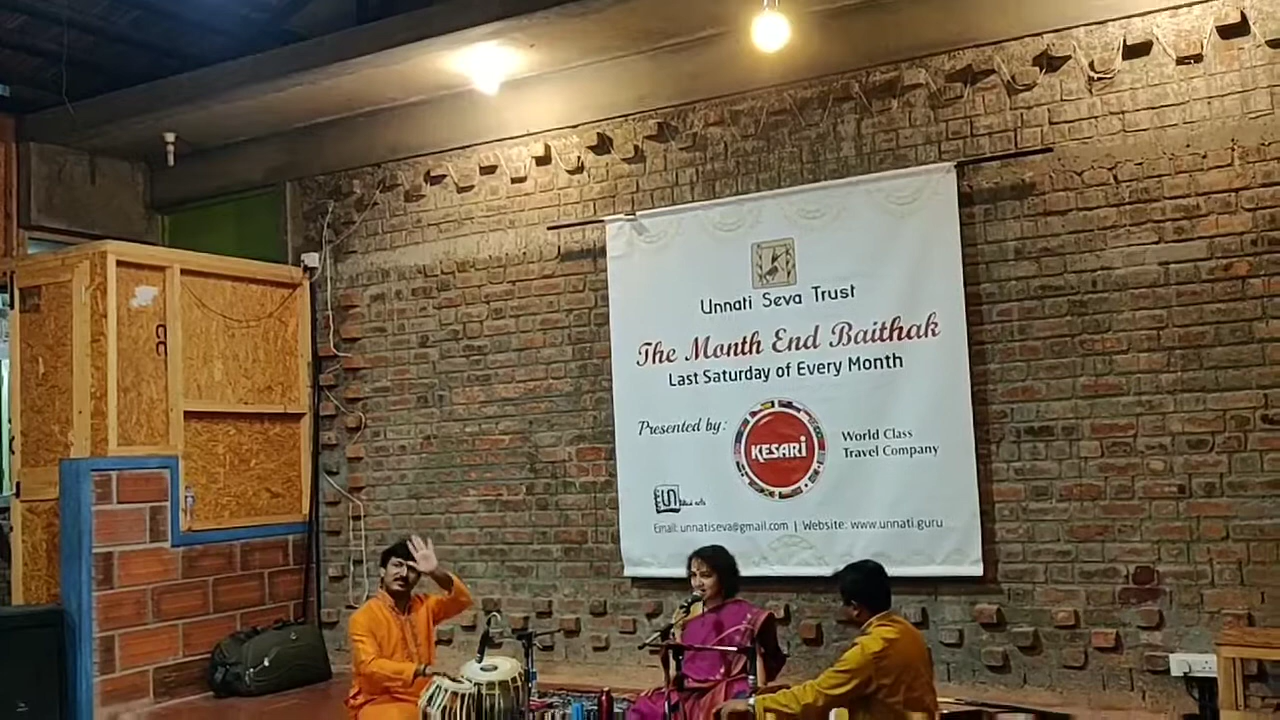 Unnati Seva Trust
The Month End Baithak
Last Saturday of Every Month
Presented by:
KESARI
World Class
Travel Company
Email: unnatiseva@gmail.com | Website: www.unnati.guru